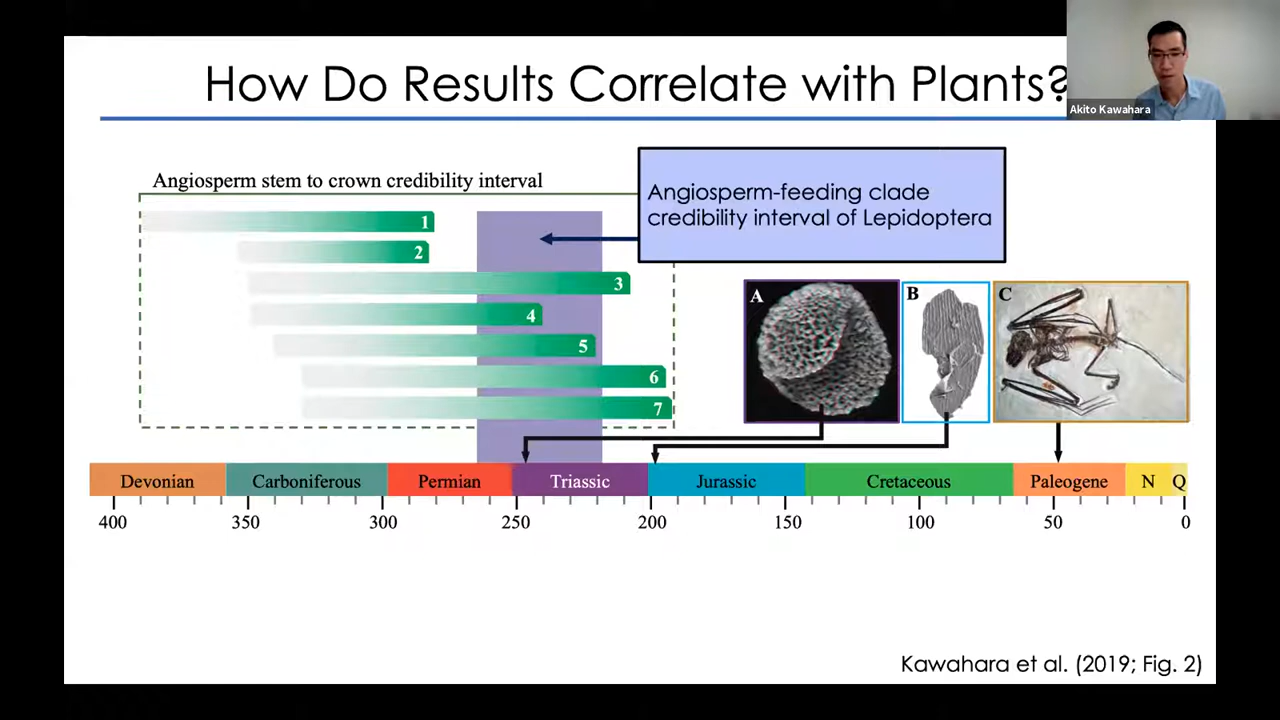 How Do Results Correlate with Plants?
Akito Kawahara
Angiosperm stem to crown credibility interval
Angiosperm-feeding clade
credibility interval of Lepidoptera
1
2
3
4
5
6
7
A
B
C
Devonian Carboniferous Permian Triassic Jurassic Cretaceous Paleogene N Q
400 350 300 250 200 150 100 50 0
Kawahara et al. (2019; Fig. 2)